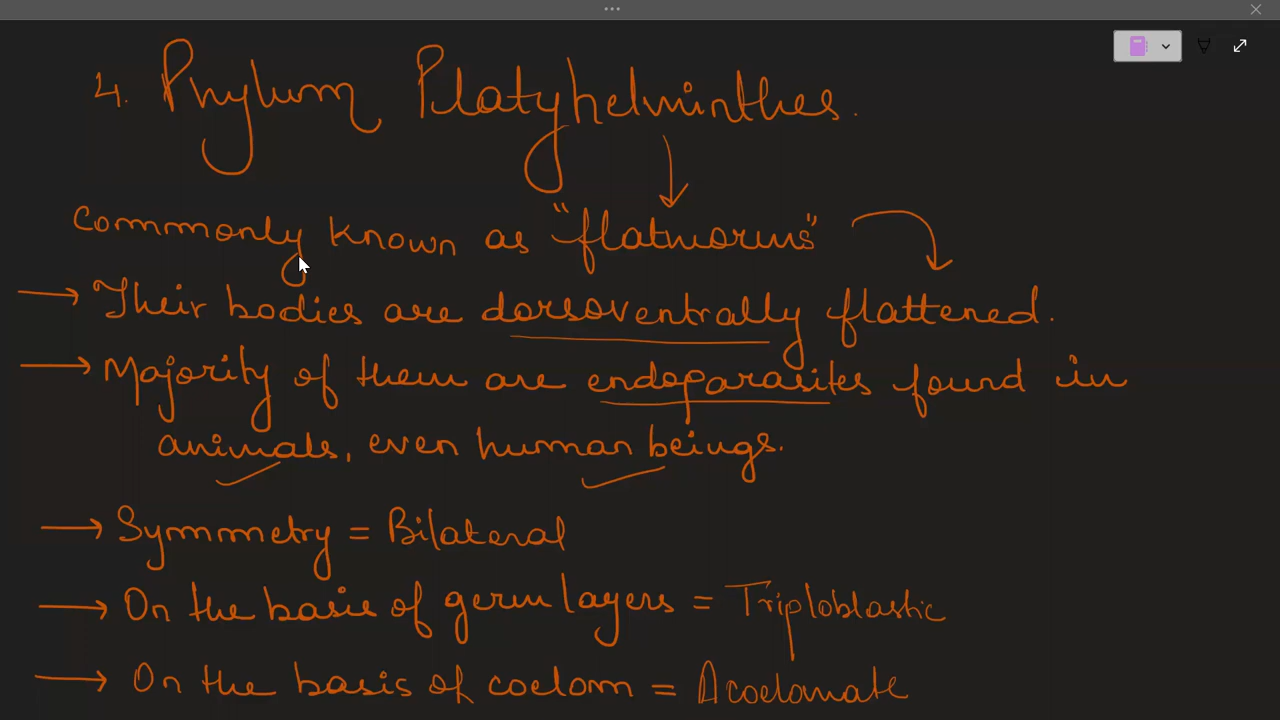 4. Phylum Platyhelminthes.
Commonly known as "flatworms"
→ Their bodies are dorsoventrally flattened.
→ Majority of them are endoparasites found in
animals, even human beings.
→ Symmetry = Bilateral
→ On the basis of germ layers = Triploblastic
→ On the basis of coelom = Acoelomate